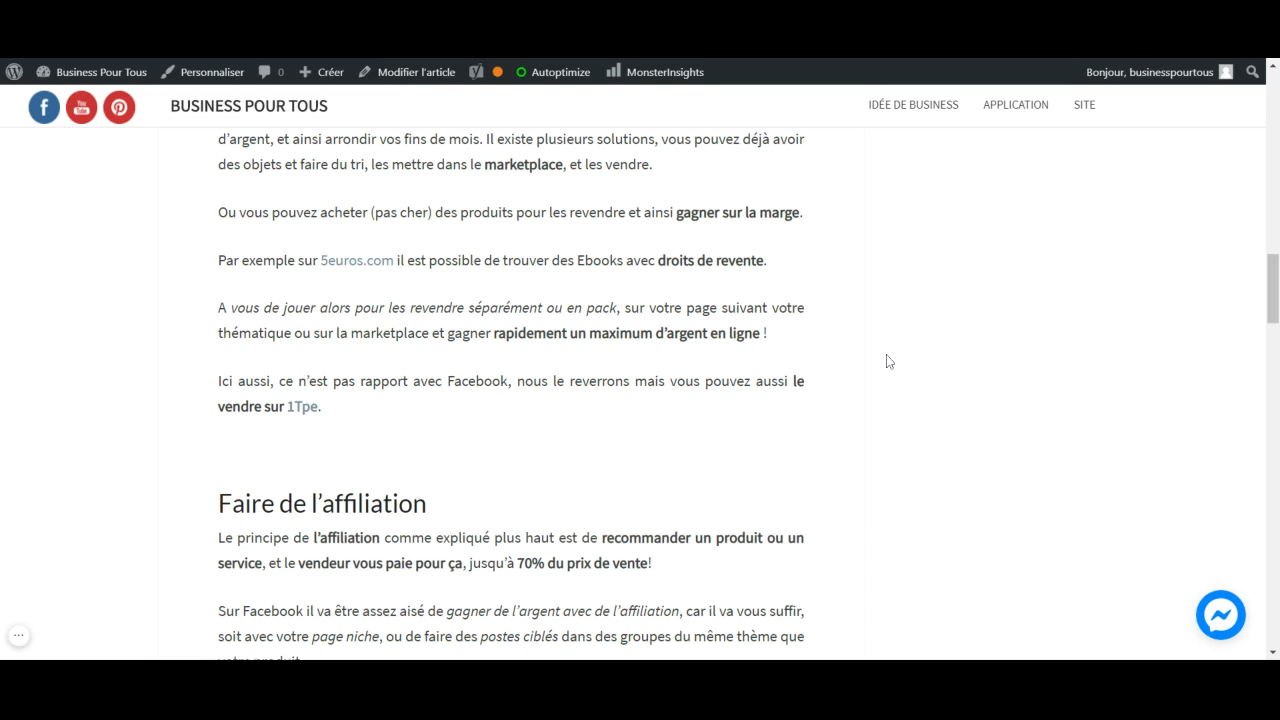 Business Pour Tous Personnaliser 0 Créer Modifier l'article Autoptimize MonsterInsights Bonjour, businesspourtous
f You Tube BUSINESS POUR TOUS IDÉE DE BUSINESS APPLICATION SITE
d'argent, et ainsi arrondir vos fins de mois. Il existe plusieurs solutions, vous pouvez déjà avoir
des objets et faire du tri, les mettre dans le marketplace, et les vendre.
Ou vous pouvez acheter (pas cher) des produits pour les revendre et ainsi gagner sur la marge.
Par exemple sur 5euros.com il est possible de trouver des Ebooks avec droits de revente.
A vous de jouer alors pour les revendre séparément ou en pack, sur votre page suivant votre
thématique ou sur la marketplace et gagner rapidement un maximum d'argent en ligne !
Ici aussi, ce n'est pas rapport avec Facebook, nous le reverrons mais vous pouvez aussi le
vendre sur 1Tpe.
Faire de l'affiliation
Le principe de l'affiliation comme expliqué plus haut est de recommander un produit ou un
service, et le vendeur vous paie pour ça, jusqu'à 70% du prix de vente!
Sur Facebook il va être assez aisé de gagner de l'argent avec de l'affiliation, car il va vous suffir,
soit avec votre page niche, ou de faire des postes ciblés dans des groupes du même thème que
votre produit